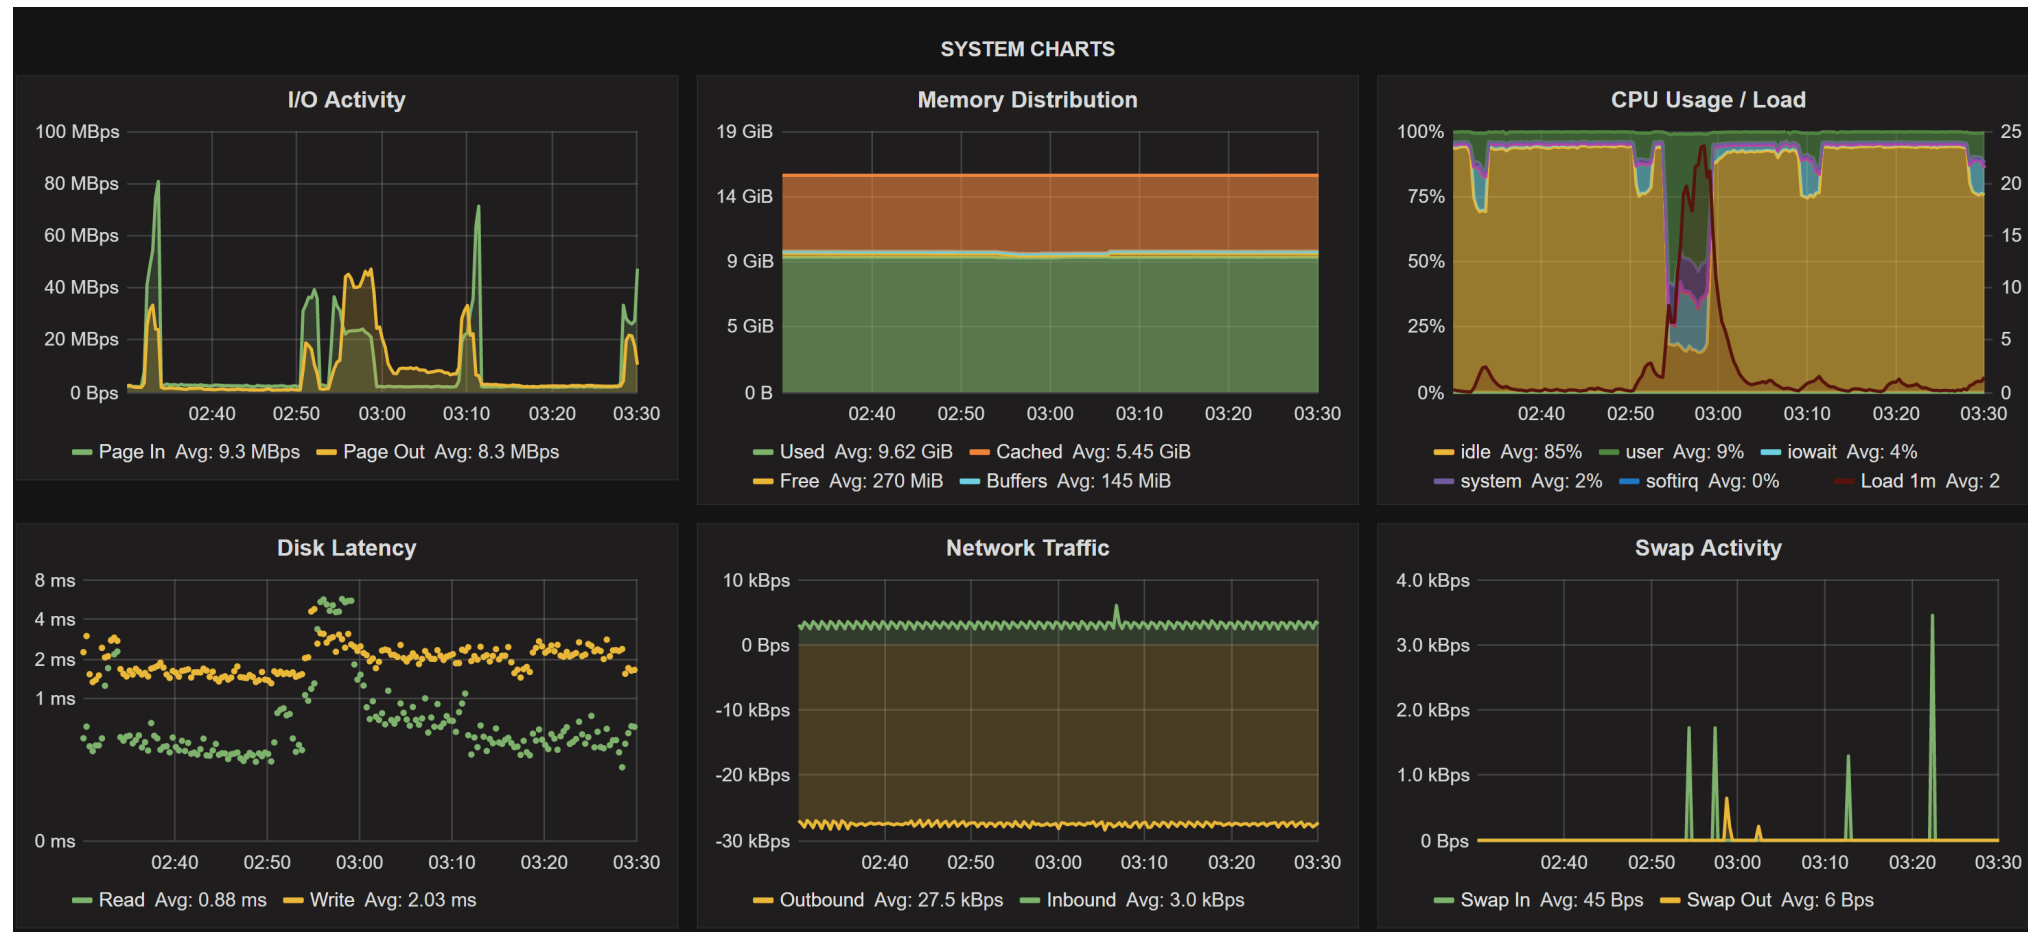 SYSTEM CHARTS
I/O Activity
100 MBps
80 MBps
60 MBps
40 MBps
20 MBps
0 Bps
02:40 02:50 03:00 03:10 03:20 03:30
Page In Avg: 9.3 MBps Page Out Avg: 8.3 MBps
Memory Distribution
19 GiB
14 GiB
9 GiB
5 GiB
0 B
02:40 02:50 03:00 03:10 03:20 03:30
Used Avg: 9.62 GiB Cached Avg: 5.45 GiB
Free Avg: 270 MiB Buffers Avg: 145 MiB
CPU Usage / Load
100% 25
20
75%
15
50%
10
25%
5
0% 0
02:40 02:50 03:00 03:10 03:20 03:30
idle Avg: 85% user Avg: 9% iowait Avg: 4%
system Avg: 2% softirq Avg: 0% Load 1m Avg: 2
Disk Latency
8 ms
4 ms
2 ms
1 ms
0 ms
02:40 02:50 03:00 03:10 03:20 03:30
Read Avg: 0.88 ms Write Avg: 2.03 ms
Network Traffic
10 kBps
0 Bps
-10 kBps
-20 kBps
-30 kBps
02:40 02:50 03:00 03:10 03:20 03:30
Outbound Avg: 27.5 kBps Inbound Avg: 3.0 kBps
Swap Activity
4.0 kBps
3.0 kBps
2.0 kBps
1.0 kBps
0 Bps
02:40 02:50 03:00 03:10 03:20 03:30
Swap In Avg: 45 Bps Swap Out Avg: 6 Bps